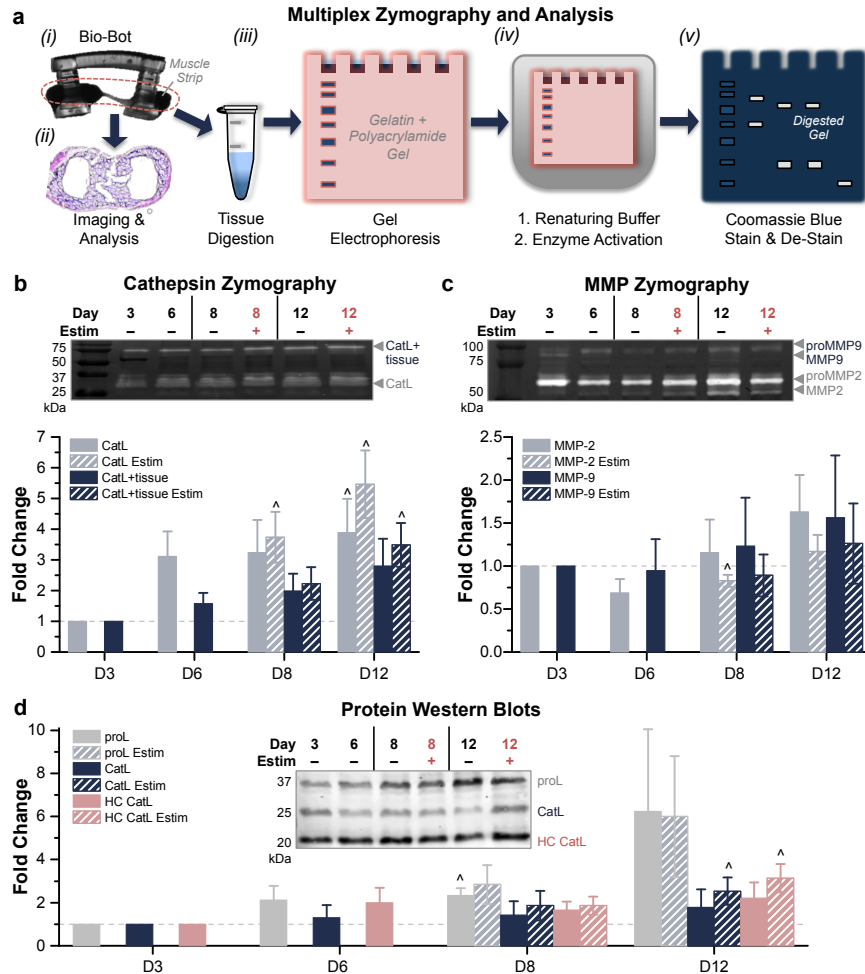 a
Multiplex Zymography and Analysis
(i)
Bio-Bot
Muscle
Strip
(ii)
Imaging &
Analysis
(iii)
Tissue
Digestion
Gelatin +
Polyacrylamide
Gel
Gel
Electrophoresis
(iv)
1. Renaturing Buffer
2. Enzyme Activation
(v)
Digested
Gel
Coomassie Blue
Stain & De-Stain
b
Cathepsin Zymography
Day 3 6 8 8 12 12
Estim – – – + – +
75
50
37
25
kDa
CatL+
tissue
CatL
Fold Change
7
6
5
4
3
2
1
0
CatL
CatL Estim
CatL+tissue
CatL+tissue Estim
^
^
^
^
D3 D6 D8 D12
c
MMP Zymography
Day 3 6 8 8 12 12
Estim – – – + – +
100
75
50
kDa
proMMP9
MMP9
proMMP2
MMP2
Fold Change
2.5
2.0
1.5
1.0
0.5
0.0
MMP-2
MMP-2 Estim
MMP-9
MMP-9 Estim
^
D3 D6 D8 D12
d
Protein Western Blots
Fold Change
10
8
6
4
2
0
proL
proL Estim
CatL
CatL Estim
HC CatL
HC CatL Estim
Day 3 6 8 8 12 12
Estim – – – + – +
37
25
20
kDa
proL
CatL
HC CatL
^
^
^
D3 D6 D8 D12